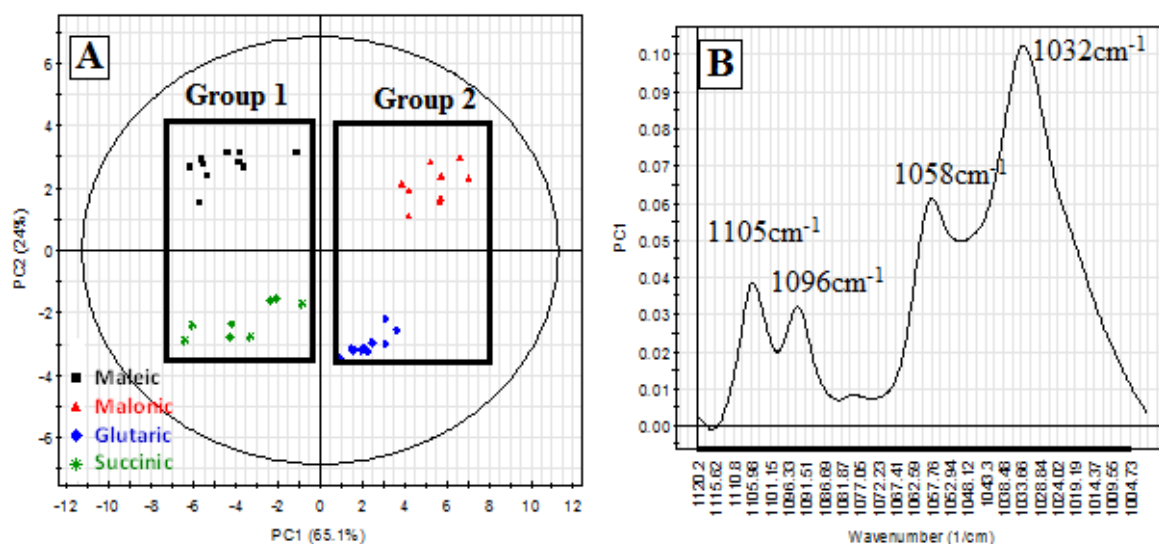 A
Group 1
Group 2
PC2 (24%)
6
4
2
0
-2
-4
-6
Maleic
Malonic
Glutaric
Succinic
-12 -10 -8 -6 -4 -2 0 2 4 6 8 10 12
PC1 (65.1%)
B
1032cm-1
1058cm-1
1105cm-1
1096cm-1
PC1
0.10
0.09
0.08
0.07
0.06
0.05
0.04
0.03
0.02
0.01
0.00
1120.2 1115.62 1110.8 1105.98 1101.15 1096.33 1091.51 1086.69 1081.87 1077.05 1072.23 1067.41 1062.59 1057.76 1052.94 1048.12 1043.3 1038.48 1033.66 1028.84 1024.02 1019.19 1014.37 1009.55 1004.73
Wavenumber (1/cm)